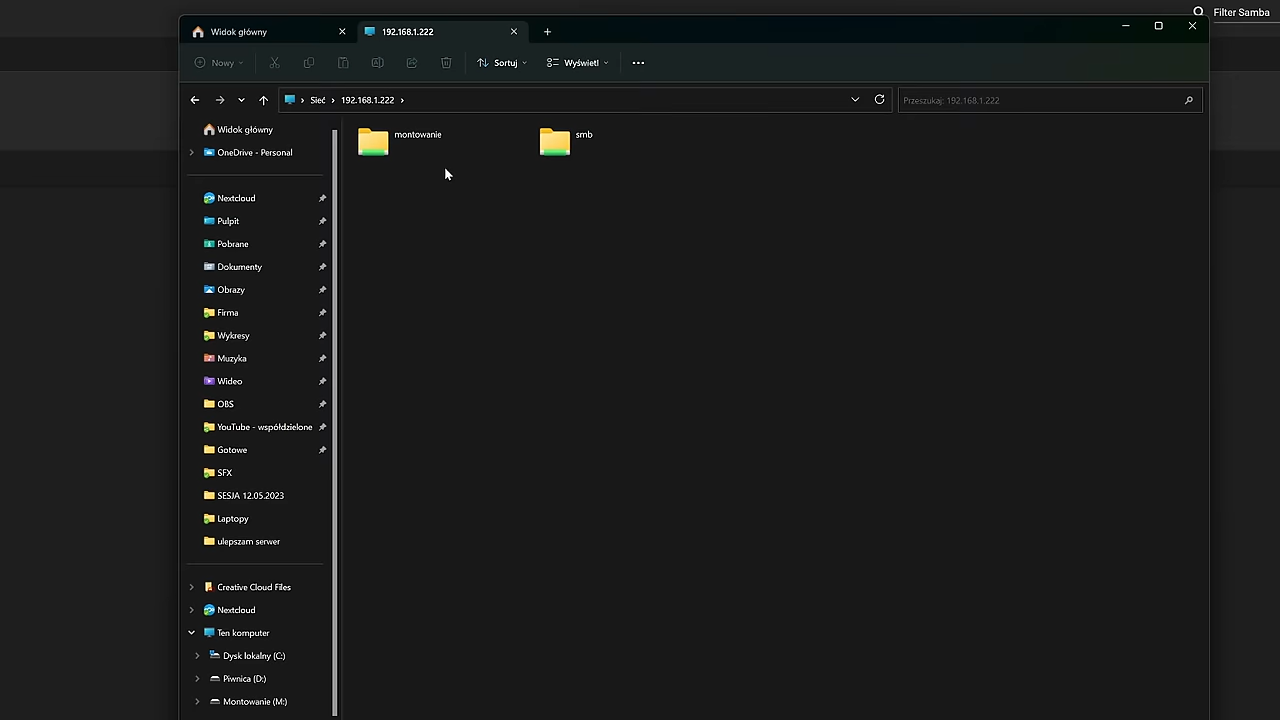 Filter Samba
Widok główny
192.168.1.222
Nowy
Sortuj
Wyświetl
Sieć
192.168.1.222
Przeszukaj: 192.168.1.222
Widok główny
OneDrive - Personal
Nextcloud
Pulpit
Pobrane
Dokumenty
Obrazy
Firma
Wykresy
Muzyka
Wideo
OBS
YouTube - współdzielone
Gotowe
SFX
SESJA 12.05.2023
Laptopy
ulepszam serwer
Creative Cloud Files
Nextcloud
Ten komputer
Dysk lokalny (C:)
Piwnica (D:)
Montowanie (M:)
montowanie
smb